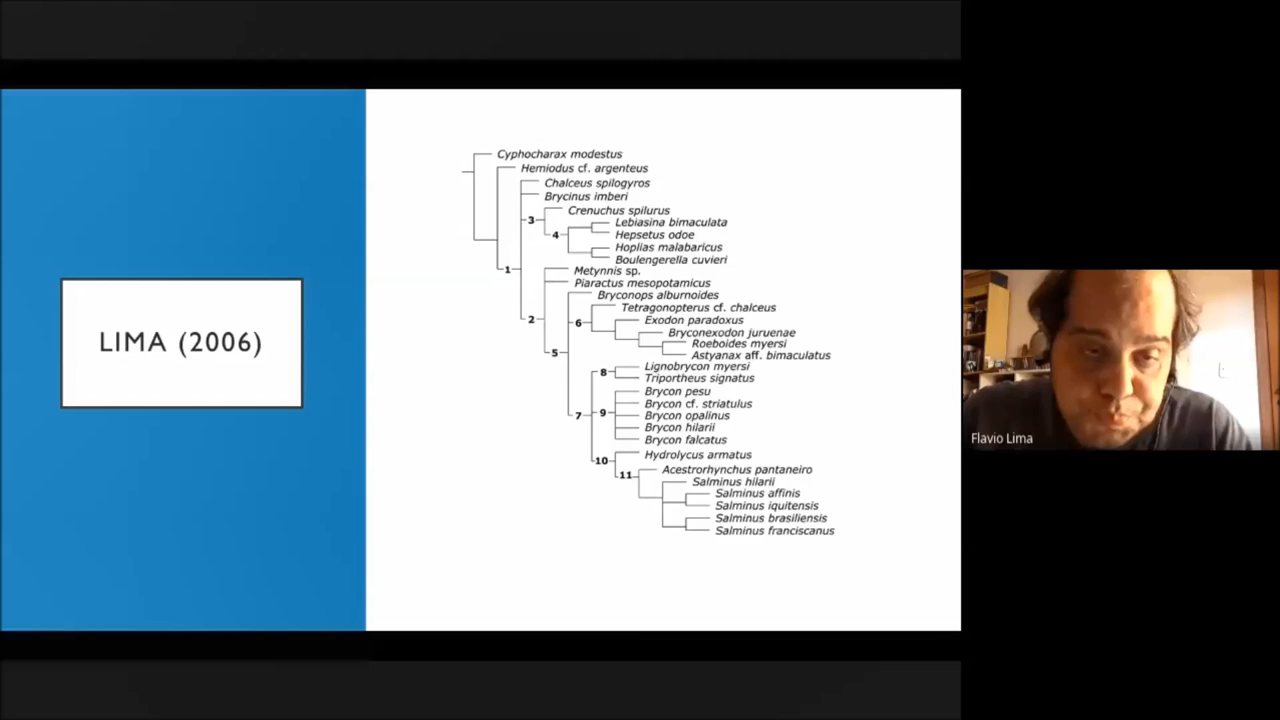 LIMA (2006)
Cyphocharax modestus
Hemiodus cf. argenteus
Chalceus spilogyros
Brycinus imberi
Crenuchus spilurus
3
Lebiasina bimaculata
4
Hepsetus odoe
Hoplias malabaricus
Boulengerella cuvieri
1
Metynnis sp.
Piaractus mesopotamicus
Bryconops alburnoides
Tetragonopterus cf. chalceus
2
6
Exodon paradoxus
Bryconexodon juruenae
Roeboides myersi
5
Astyanax aff. bimaculatus
Lignobrycon myersi
8
Triportheus signatus
Brycon pesu
Brycon cf. striatulus
7
9
Brycon opalinus
Brycon hilarii
Brycon falcatus
Hydrolycus armatus
10
Acestrorhynchus pantaneiro
11
Salminus hilarii
Salminus affinis
Salminus iquitensis
Salminus brasiliensis
Salminus franciscanus
Flavio Lima